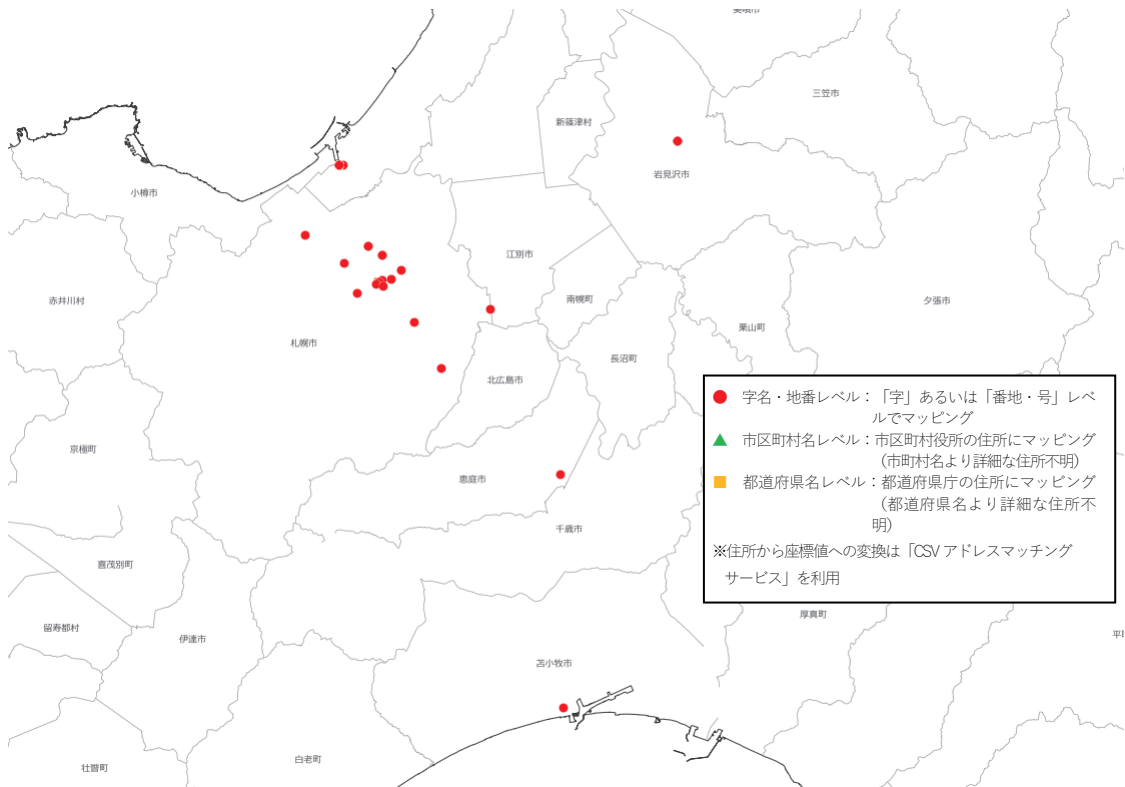 三笠市
新篠津村
岩見沢市
小樽市
江別市
赤井川村
南幌町
夕張市
栗山町
札幌市
長沼町
北広島市
● 字名・地番レベル：「字」あるいは「番地・号」レベ
ルでマッピング
▲ 市区町村名レベル：市区町村役所の住所にマッピング
（市町村名より詳細な住所不明）
■ 都道府県名レベル：都道府県庁の住所にマッピング
（都道府県名より詳細な住所不
明）
※住所から座標値への変換は「CSV アドレスマッチング
サービス」を利用
京極町
恵庭市
千歳市
喜茂別町
厚真町
留寿都村
伊達市
苫小牧市
白老町
壮瞥町